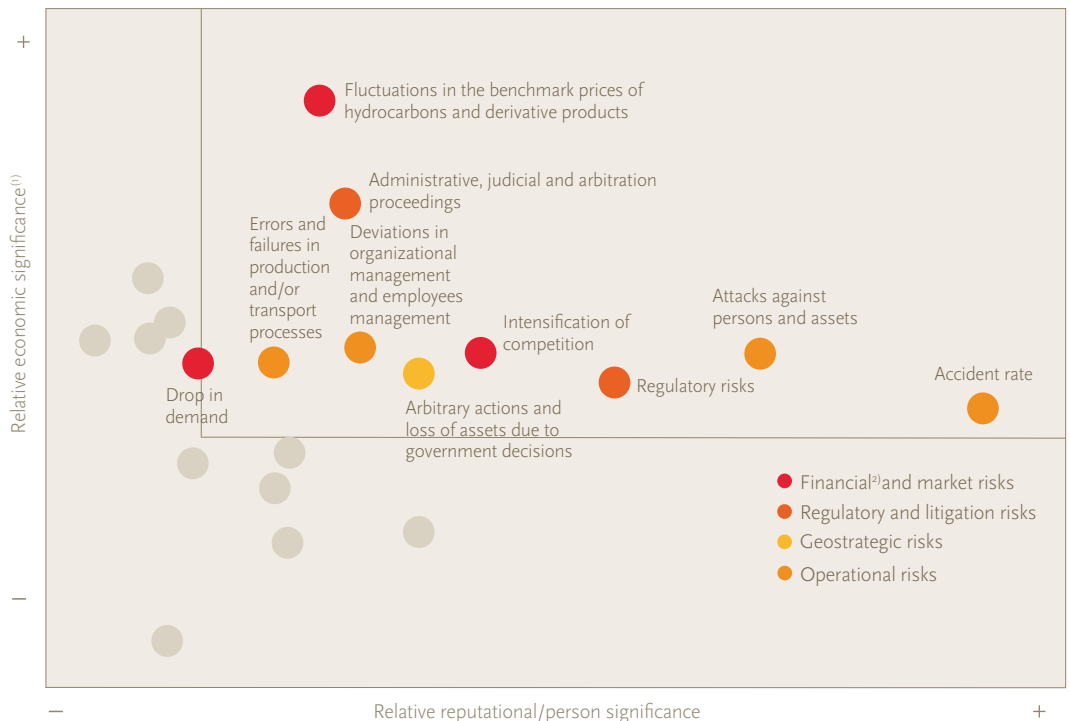 +
Relative economic significance(1)
–
Fluctuations in the benchmark prices of
hydrocarbons and derivative products
Administrative, judicial and arbitration
proceedings
Errors and
failures in
production
and/or
transport
processes
Deviations in
organizational
management
and employees
management
Intensification of
competition
Attacks against
persons and assets
Accident rate
Regulatory risks
Drop in
demand
Arbitrary actions and
loss of assets due to
government decisions
Financial2) and market risks
Regulatory and litigation risks
Geostrategic risks
Operational risks
–
Relative reputational/person significance
+